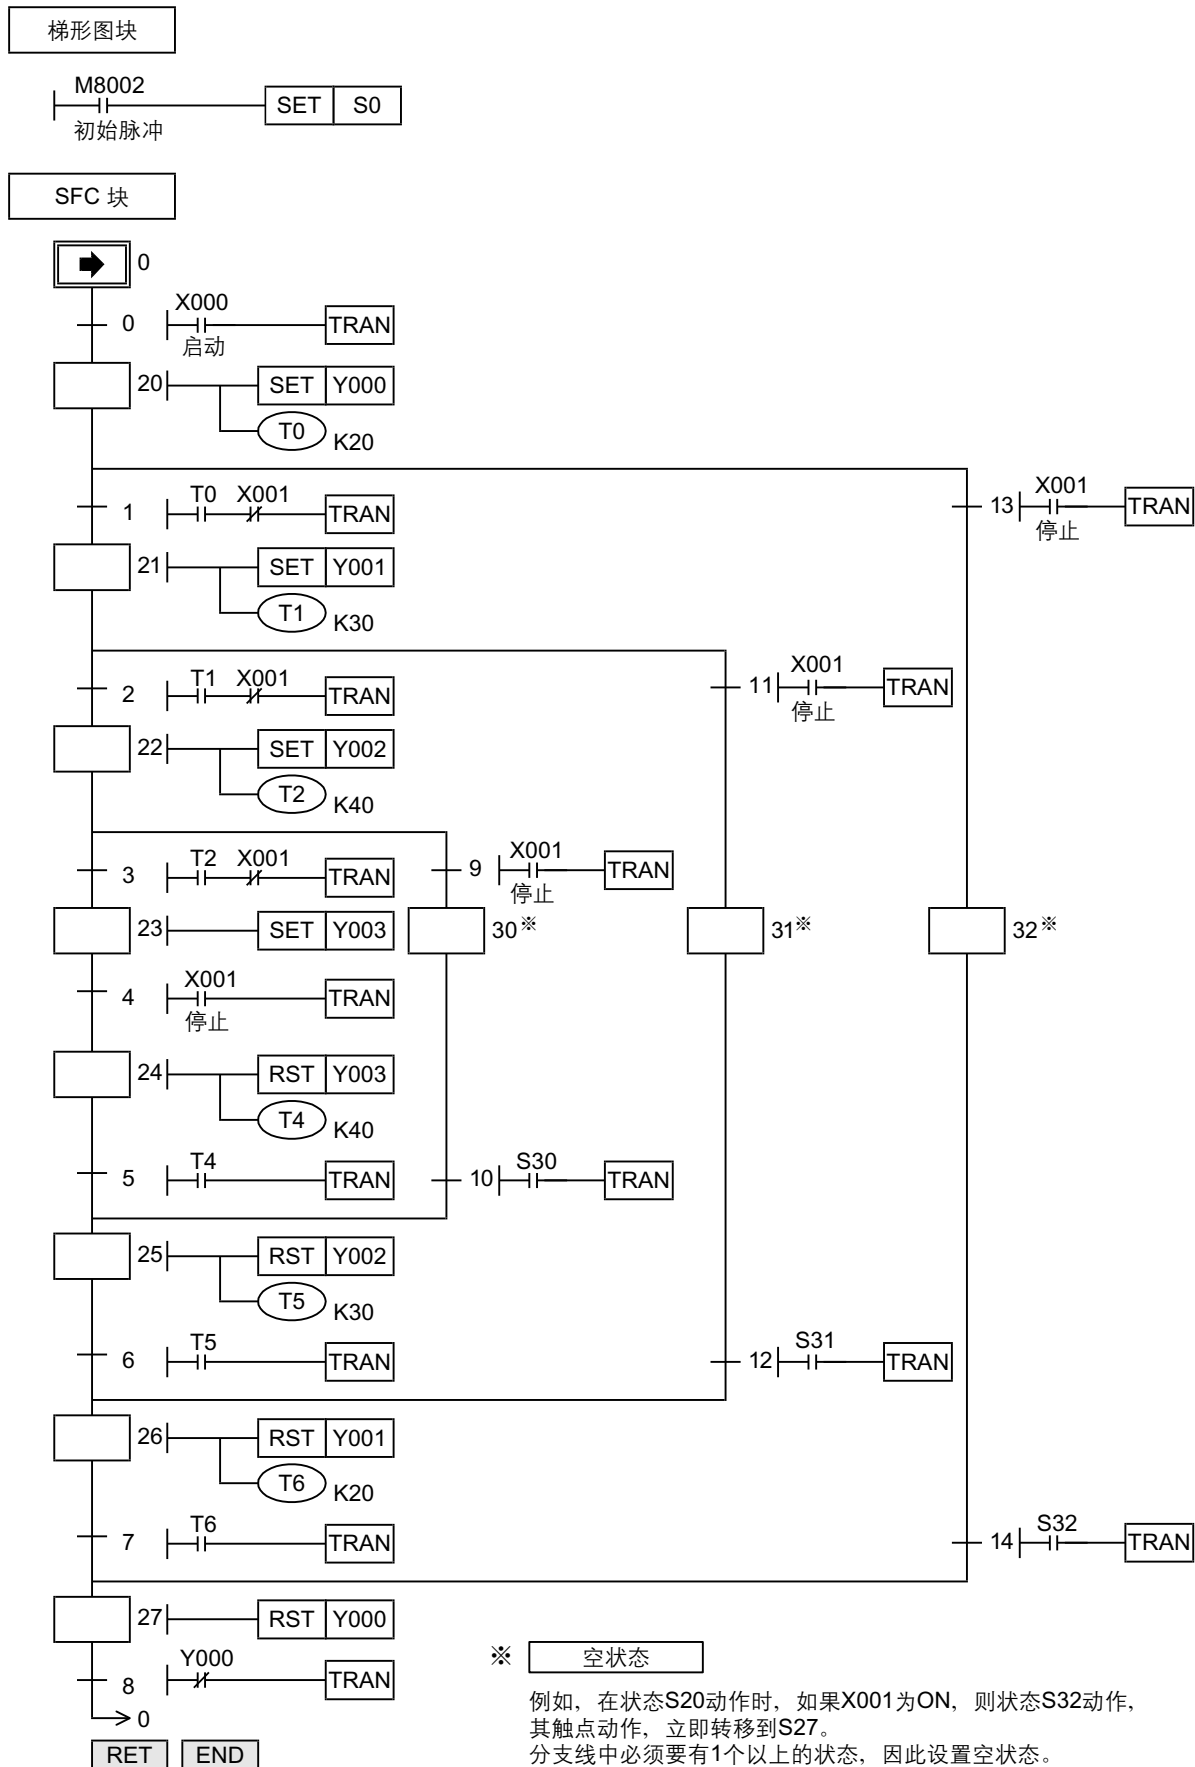 梯形图块
M8002
SET S0
初始脉冲
SFC 块
0
X000
0 TRAN
启动
20 SET Y000
T0 K20
T0 X001
1 TRAN
X001
13 TRAN
停止
21 SET Y001
T1 K30
T1 X001
2 TRAN
X001
11 TRAN
停止
22 SET Y002
T2 K40
T2 X001
3 TRAN
X001
9 TRAN
停止
23 SET Y003
30※
31※
32※
X001
4 TRAN
停止
24 RST Y003
T4 K40
T4
5 TRAN
S30
10 TRAN
25 RST Y002
T5 K30
T5
6 TRAN
S31
12 TRAN
26 RST Y001
T6 K20
T6
7 TRAN
S32
14 TRAN
27 RST Y000
Y000
8 TRAN
0
RET END
※ 空状态
例如，在状态S20动作时，如果X001为ON，则状态S32动作，
其触点动作，立即转移到S27。
分支线中必须要有1个以上的状态，因此设置空状态。